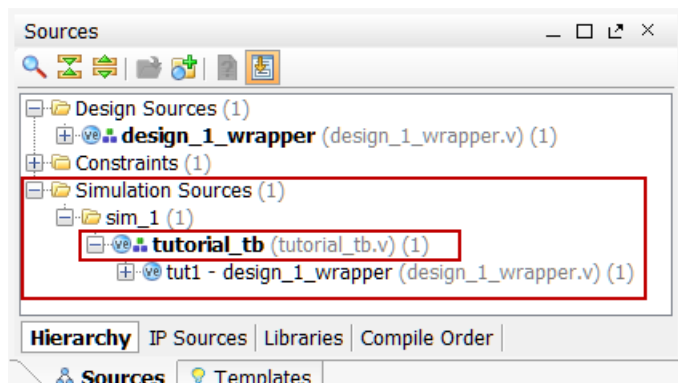 Sources
Design Sources (1)
design_1_wrapper (design_1_wrapper.v) (1)
Constraints (1)
Simulation Sources (1)
sim_1 (1)
tutorial_tb (tutorial_tb.v) (1)
tut1 - design_1_wrapper (design_1_wrapper.v) (1)
Hierarchy IP Sources Libraries Compile Order
Sources Templates